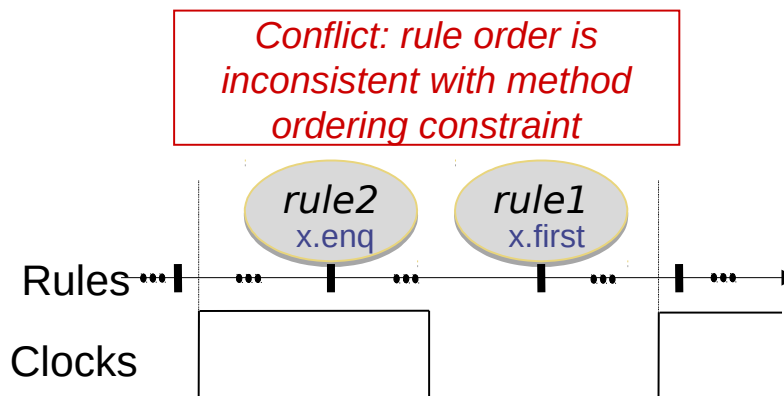 Conflict: rule order is
inconsistent with method
ordering constraint
rule2
x.enq
rule1
x.first
Rules
Clocks